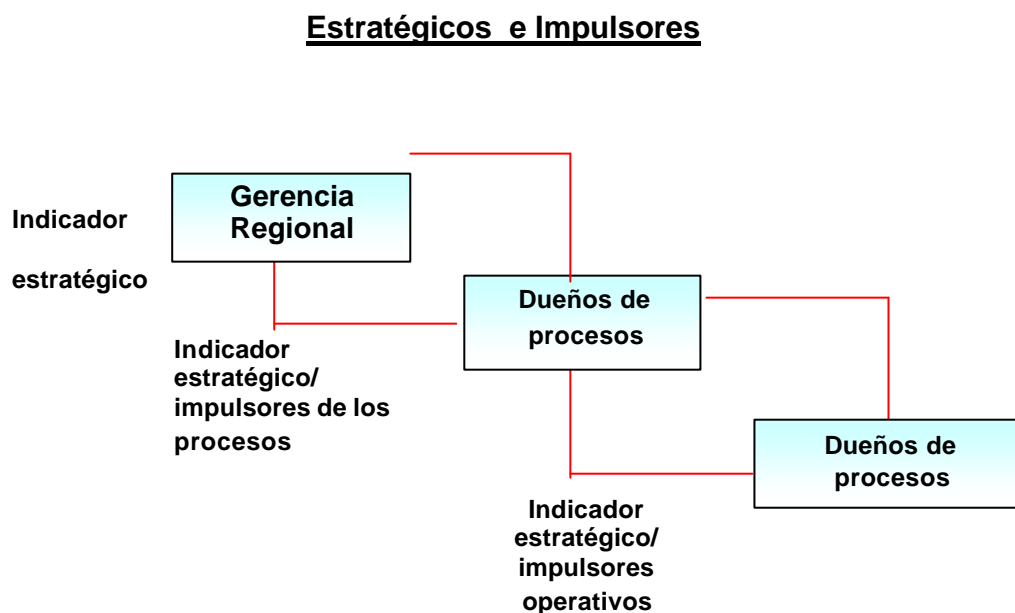 Estratégicos e Impulsores
Gerencia
Regional
Indicador
estratégico
Dueños de
procesos
Indicador
estratégico/
impulsores de los
procesos
Dueños de
procesos
Indicador
estratégico/
impulsores
operativos